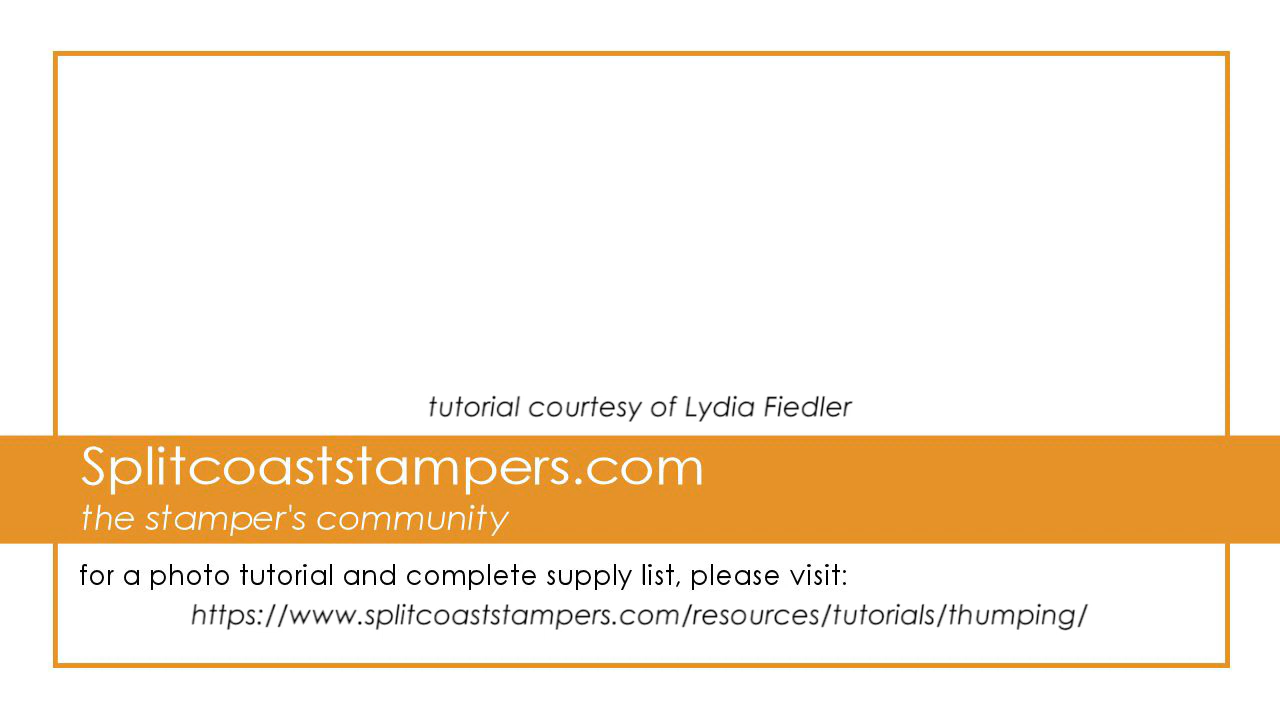 tutorial courtesy of Lydia Fiedler
Splitcoaststampers.com
the stamper's community
for a photo tutorial and complete supply list, please visit:
https://www.splitcoaststampers.com/resources/tutorials/thumping/